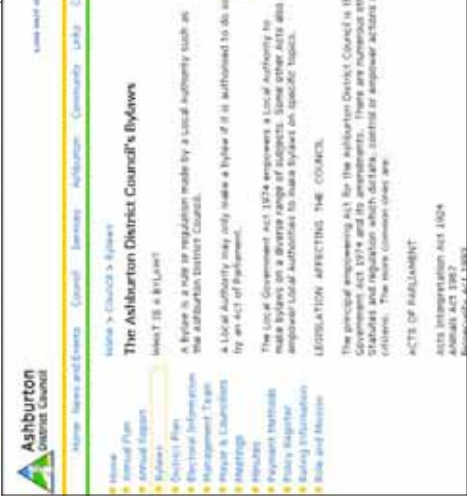 Ashburton
District Council
Home News and Events Council Services Ashburton Community Links
Home > Council > Bylaws
Home
Annual Plan
Annual Report
Bylaws
District Plan
Electoral Information
Management Team
Mayor & Councillors
Meetings
Minutes
Payment Methods
Policy Register
Rating Information
Role and Mission
The Ashburton District Council's Bylaws
WHAT IS A BYLAW?
A Bylaw is a rule or regulation made by a Local Authority such as
the Ashburton District Council.
A Local Authority may only make a bylaw if it is authorised to do so
by an Act of Parliament.
The Local Government Act 1974 empowers a Local Authority to
make bylaws on a diverse range of subjects. Some other Acts also
empower Local Authorities to make bylaws on specific topics.
LEGISLATION AFFECTING THE COUNCIL
The principal empowering Act for the Ashburton District Council is th
Government Act 1974 and its amendments. There are numerous oth
Statutes and regulation which dictate, control or empower actions
citizens. The more common ones are:
ACTS OF PARLIAMENT:
Acts Interpretation Act 1924
Animals Act 1967